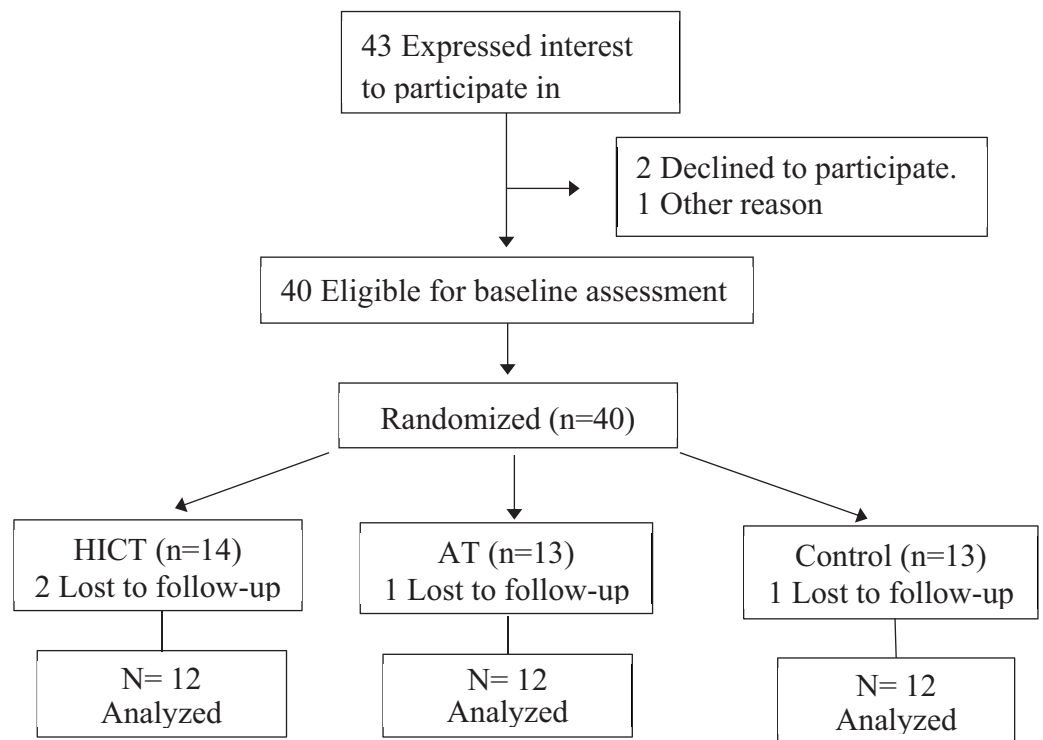 43 Expressed interest
to participate in
2 Declined to participate.
1 Other reason
40 Eligible for baseline assessment
Randomized (n=40)
HICT (n=14)
2 Lost to follow-up
AT (n=13)
1 Lost to follow-up
Control (n=13)
1 Lost to follow-up
N= 12
Analyzed
N= 12
Analyzed
N= 12
Analyzed